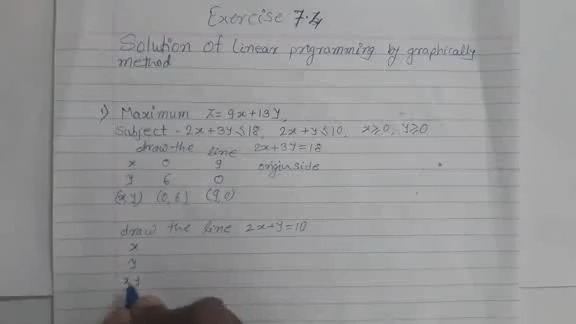 Exercise 7.4
Solution of linear prigramming by graphically
method
1) Maximum Z=9x+13y
Subject - 2x+3y≤18, 2x+y≤10, x≥0, y≥0
draw the line 2x+3y=18
x 0 9 origin side
y 6 0
(x,y) (0,6) (9,0)
draw the line 2x+y=10
x
y
xy